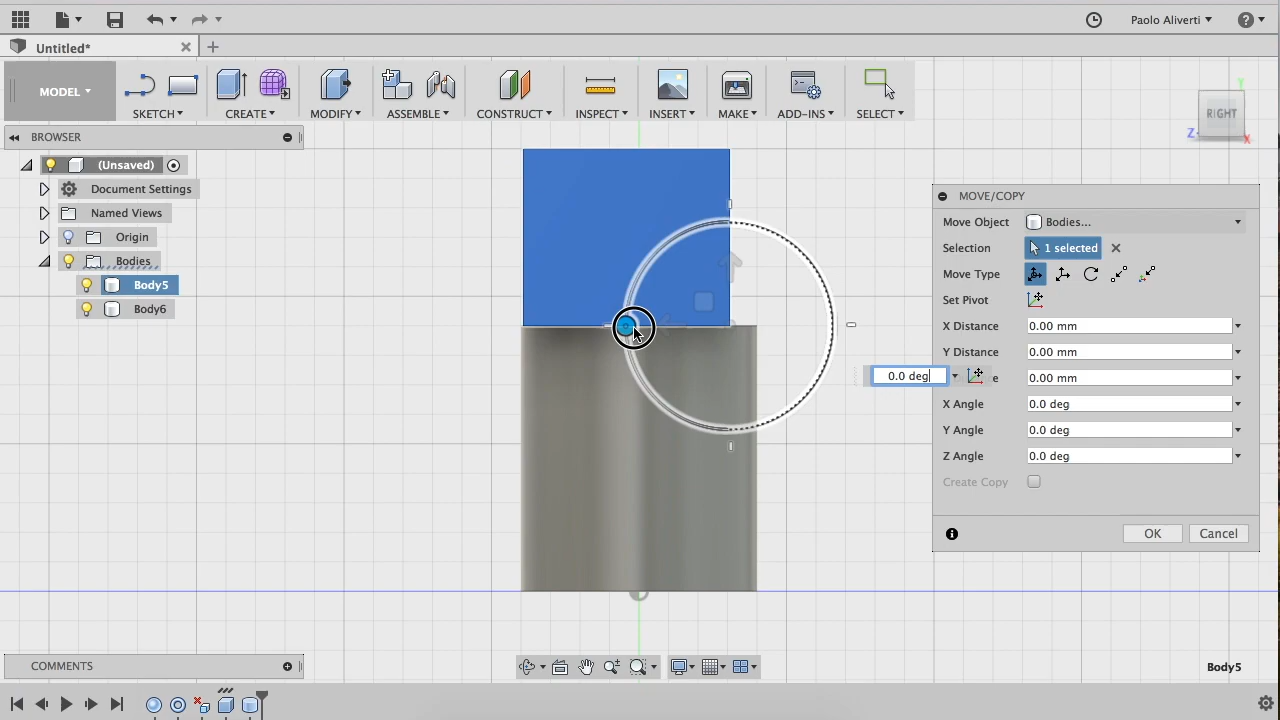 Paolo Aliverti
Untitled*
MODEL
SKETCH
CREATE
MODIFY
ASSEMBLE
CONSTRUCT
INSPECT
INSERT
MAKE
ADD-INS
SELECT
Y
RIGHT
Z
X
BROWSER
(Unsaved)
Document Settings
Named Views
Origin
Bodies
Body5
Body6
MOVE/COPY
Move Object
Bodies...
Selection
1 selected
Move Type
Set Pivot
X Distance
0.00 mm
Y Distance
0.00 mm
0.0 deg
e
0.00 mm
X Angle
0.0 deg
Y Angle
0.0 deg
Z Angle
0.0 deg
Create Copy
OK
Cancel
COMMENTS
Body5